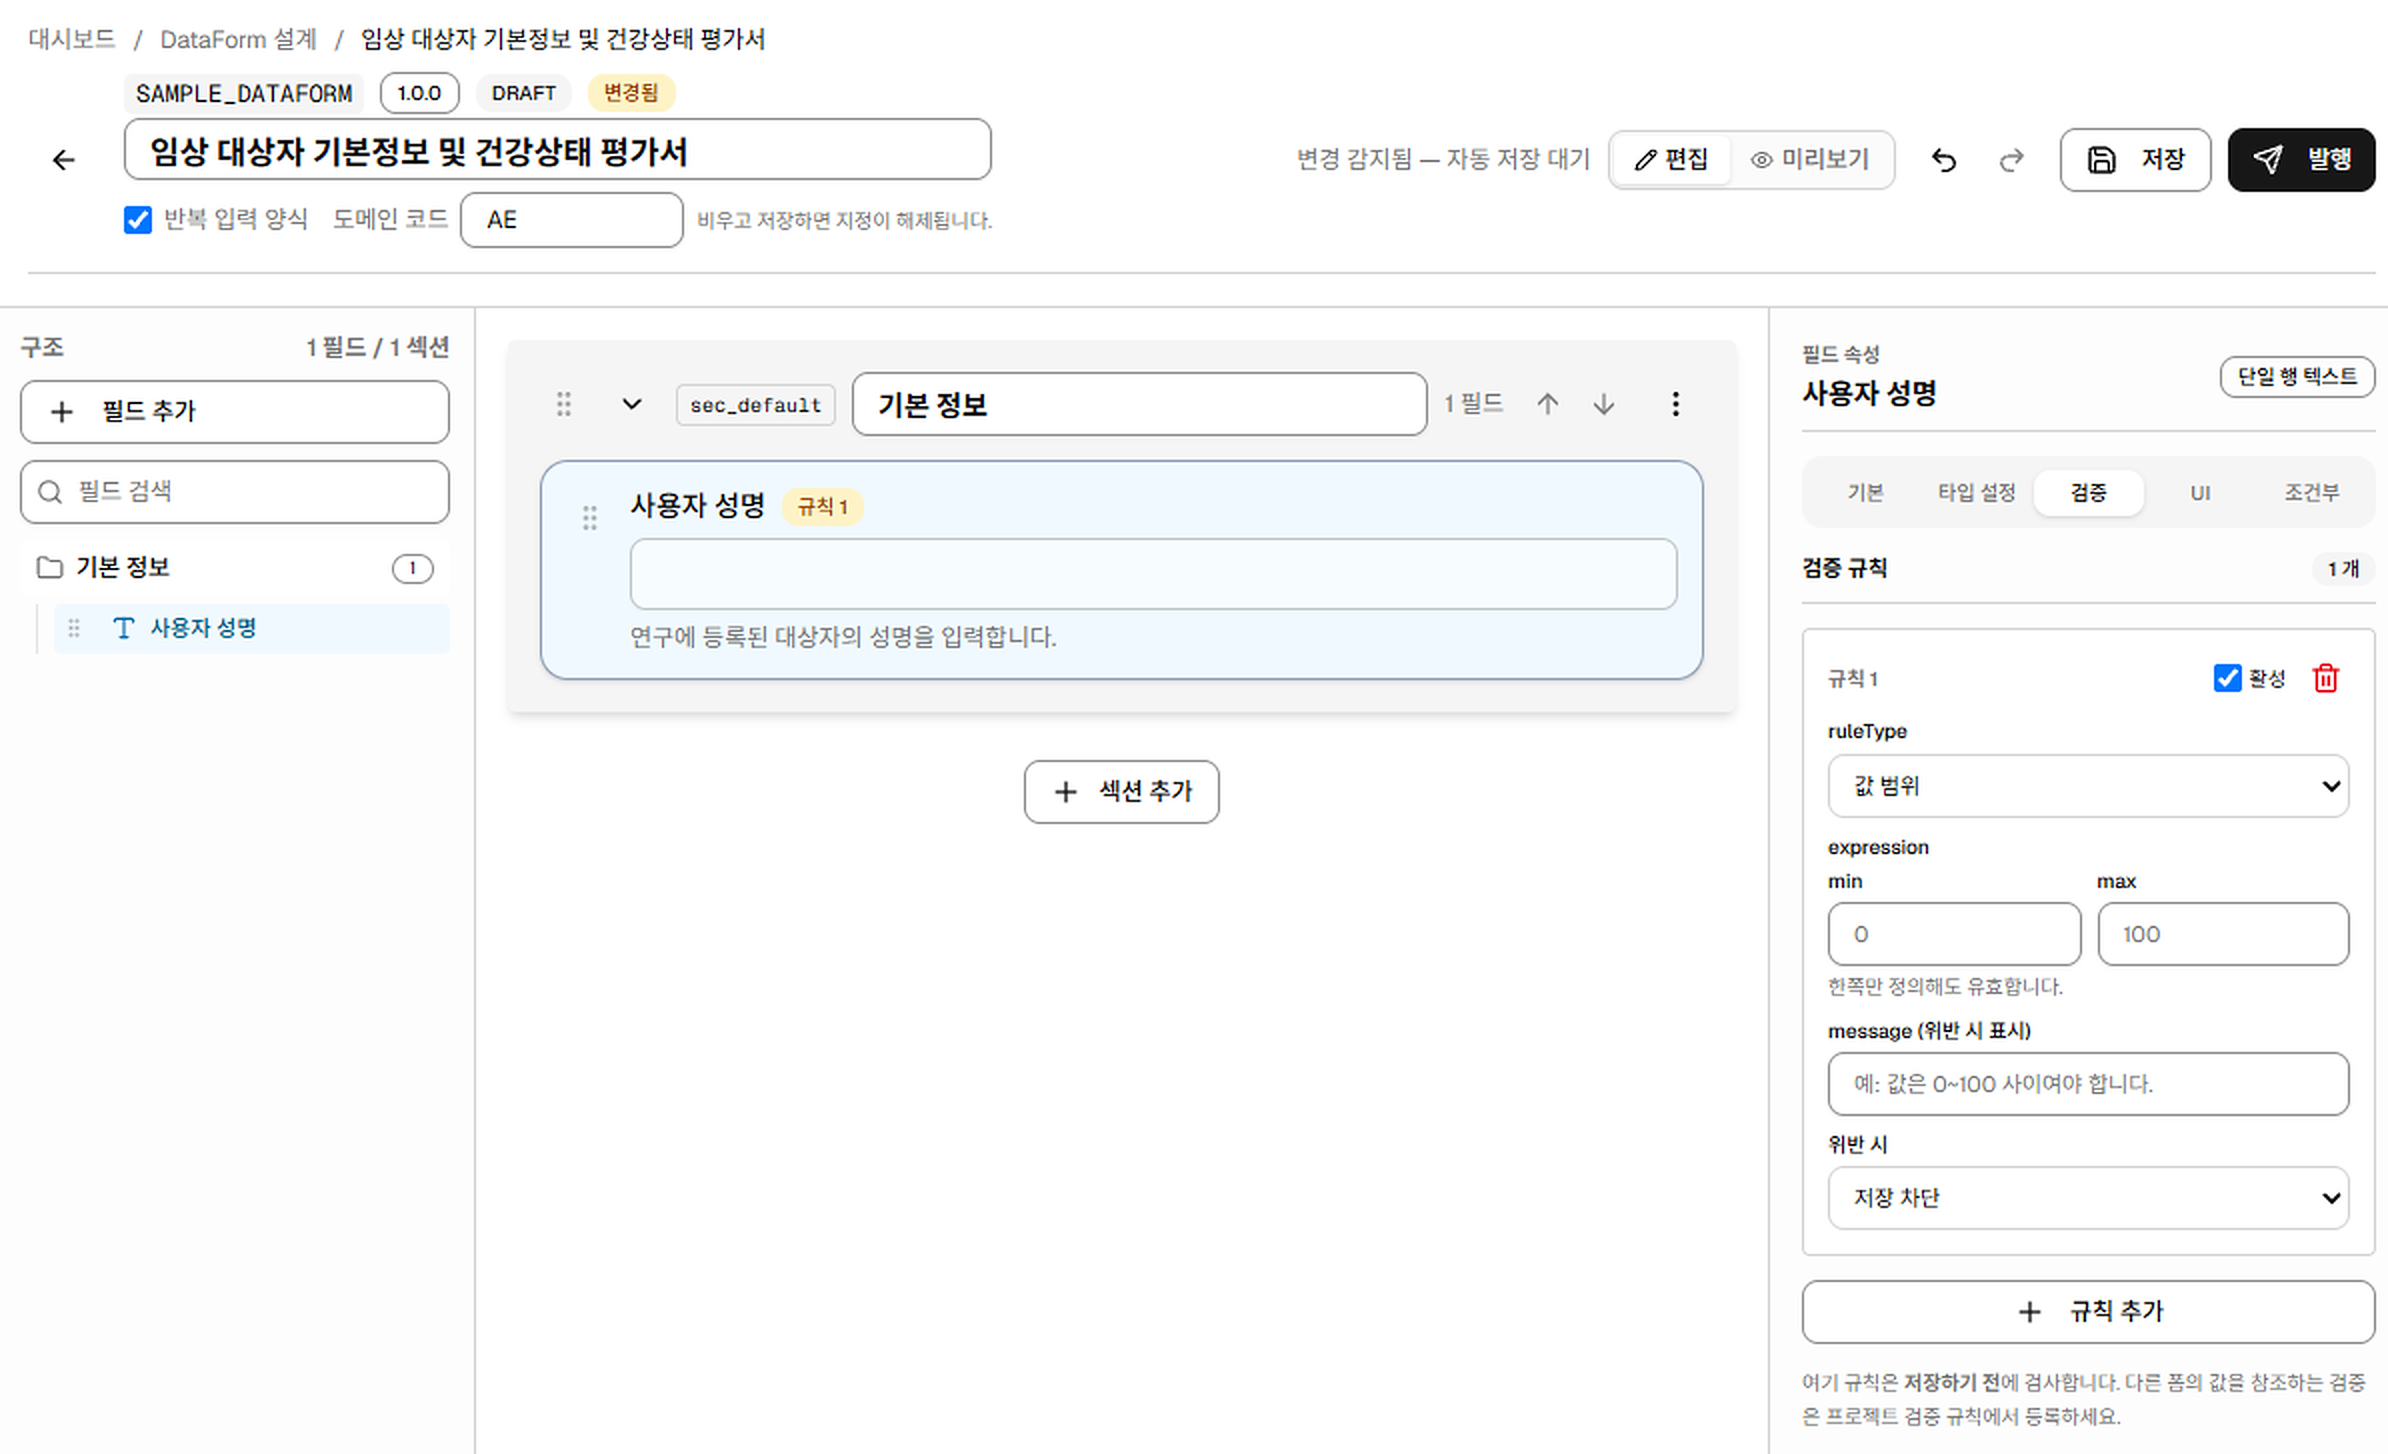 대시보드 / DataForm 설계 / 임상 대상자 기본정보 및 건강상태 평가서
SAMPLE_DATAFORM 1.0.0 DRAFT 변경됨
임상 대상자 기본정보 및 건강상태 평가서
변경 감지됨 — 자동 저장 대기 편집 미리보기 저장 발행
반복 입력 양식 도메인 코드 AE 비우고 저장하면 지정이 해제됩니다.
구조 1 필드 / 1 섹션
필드 추가
필드 검색
기본 정보 1
사용자 성명
sec_default 기본 정보 1 필드
사용자 성명 규칙 1
연구에 등록된 대상자의 성명을 입력합니다.
섹션 추가
필드 속성
사용자 성명 단일 행 텍스트
기본 타입 설정 검증 UI 조건부
검증 규칙 1 개
규칙 1 활성
ruleType
값 범위
expression
min max
0 100
한쪽만 정의해도 유효합니다.
message (위반 시 표시)
예: 값은 0~100 사이여야 합니다.
위반 시
저장 차단
규칙 추가
여기 규칙은 저장하기 전에 검사합니다. 다른 폼의 값을 참조하는 검증
은 프로젝트 검증 규칙에서 등록하세요.